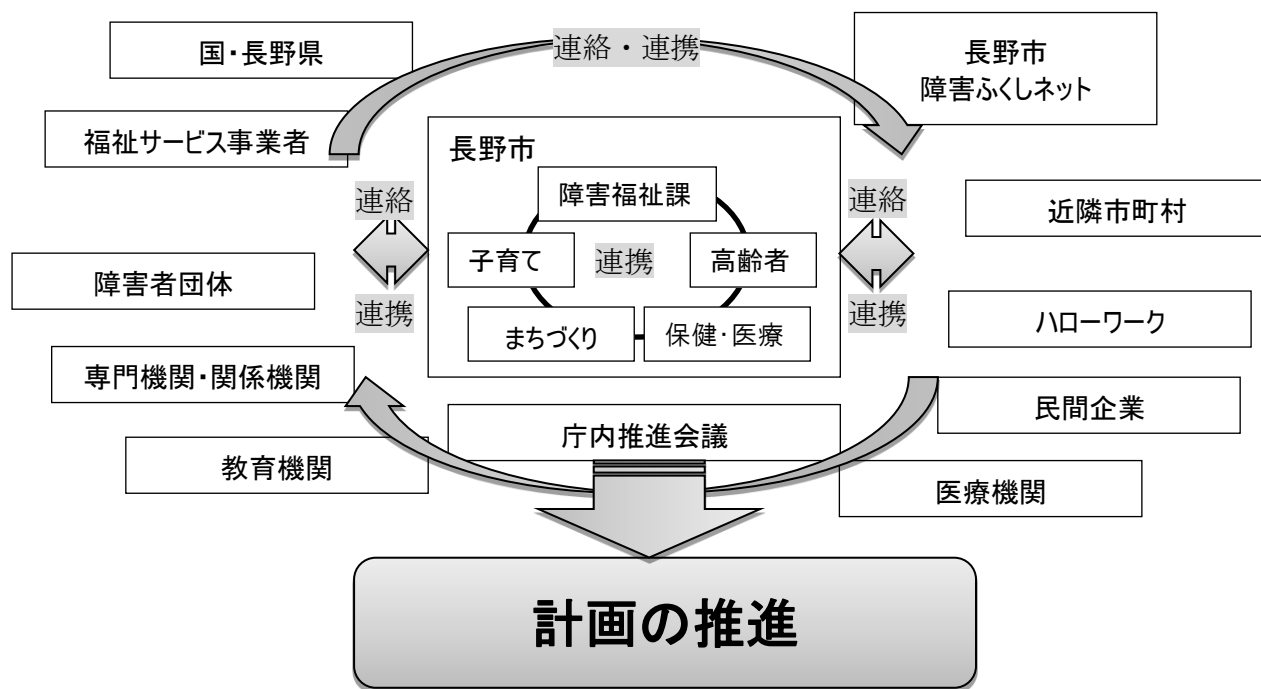 国・長野県
連絡・連携
長野市
障害ふくしネット
福祉サービス事業者
長野市
障害福祉課
連絡
連絡
近隣市町村
子育て
連携
高齢者
障害者団体
連携
連携
ハローワーク
まちづくり
保健・医療
専門機関・関係機関
民間企業
庁内推進会議
教育機関
医療機関
計画の推進